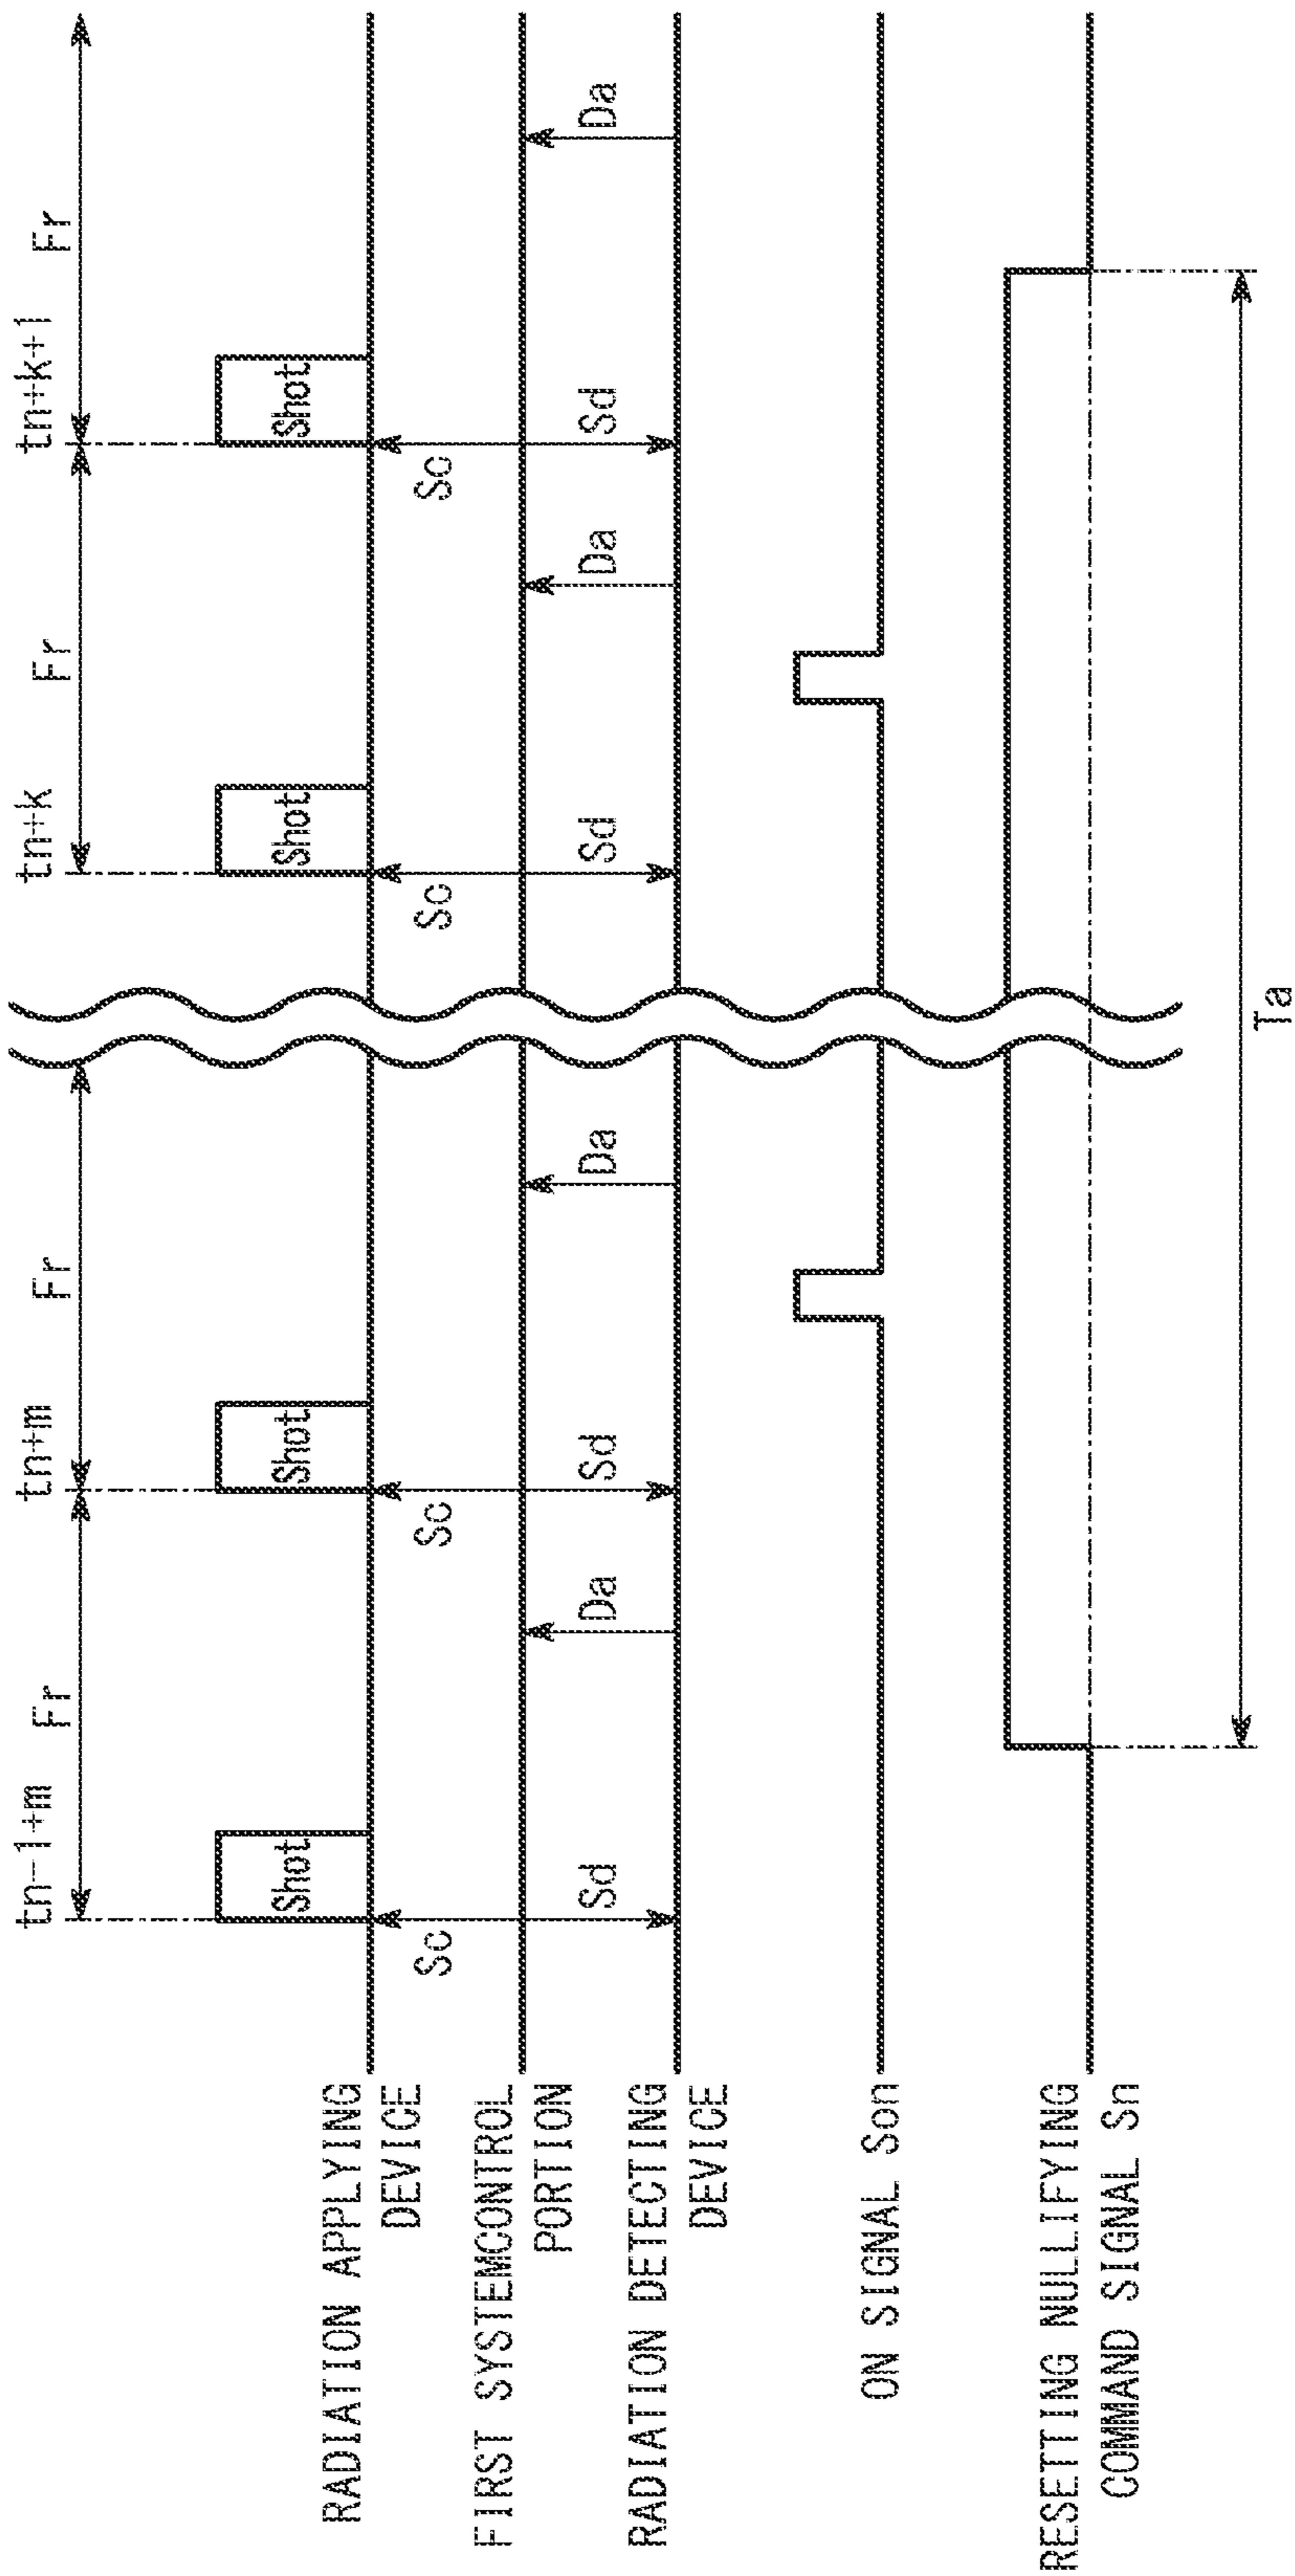 tn-1+m
Fr
tn+m
Fr
tn+k
Fr
tn+k+1
Fr
RADIATION APPLYING
DEVICE
Shot
Shot
Shot
Shot
Sc
Sc
Sc
Sc
FIRST SYSTEMCONTROL
PORTION
Sd
Da
Sd
Da
Sd
Da
Sd
Da
RADIATION DETECTING
DEVICE
ON SIGNAL Son
RESETTING NULLIFYING
COMMAND SIGNAL Sn
Ta